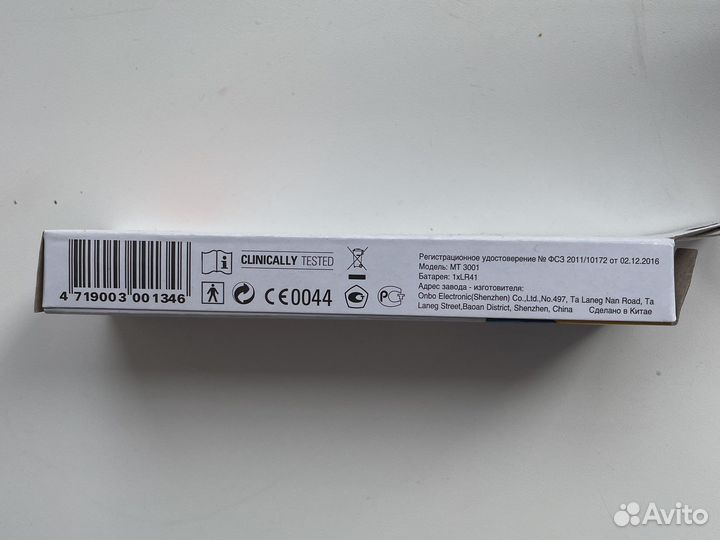 CLINICALLY TESTED
4 719003 001346
CE0044
Регистрационное удостоверение № ФСЗ 2011/10172 от 02.12.2016
Модель: MT 3001
Батарея: 1xLR41
Адрес завода - изготовителя:
Onbo Electronic(Shenzhen) Co.,Ltd.,No.497, Ta Laneg Nan Road, Ta
Laneg Street,Baoan District, Shenzhen, China Сделано в Китае
Avito